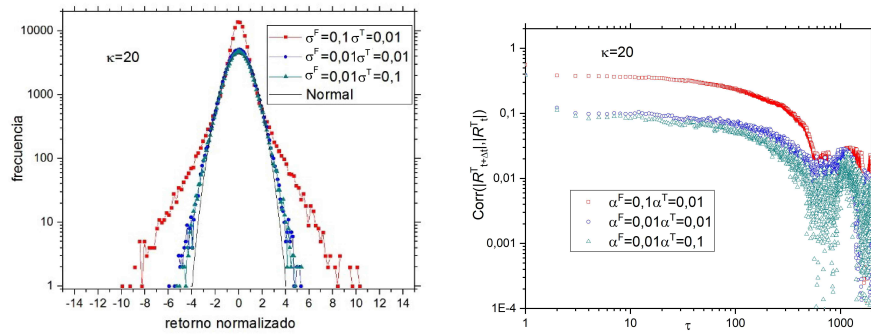 κ=20
σF=0,1σT=0,01
σF=0,01σT=0,01
σF=0,01σT=0,1
Normal
frecuencia
10000
1000
100
10
1
-14 -12 -10 -8 -6 -4 -2 0 2 4 6 8 10 12 14
retorno normalizado
κ=20
Corr(|RTt+Δt|,|RTt|)
1
0,1
0,01
0,001
1E-4
αF=0,1αT=0,01
αF=0,01αT=0,01
αF=0,01αT=0,1
1 10 100 1000
τ